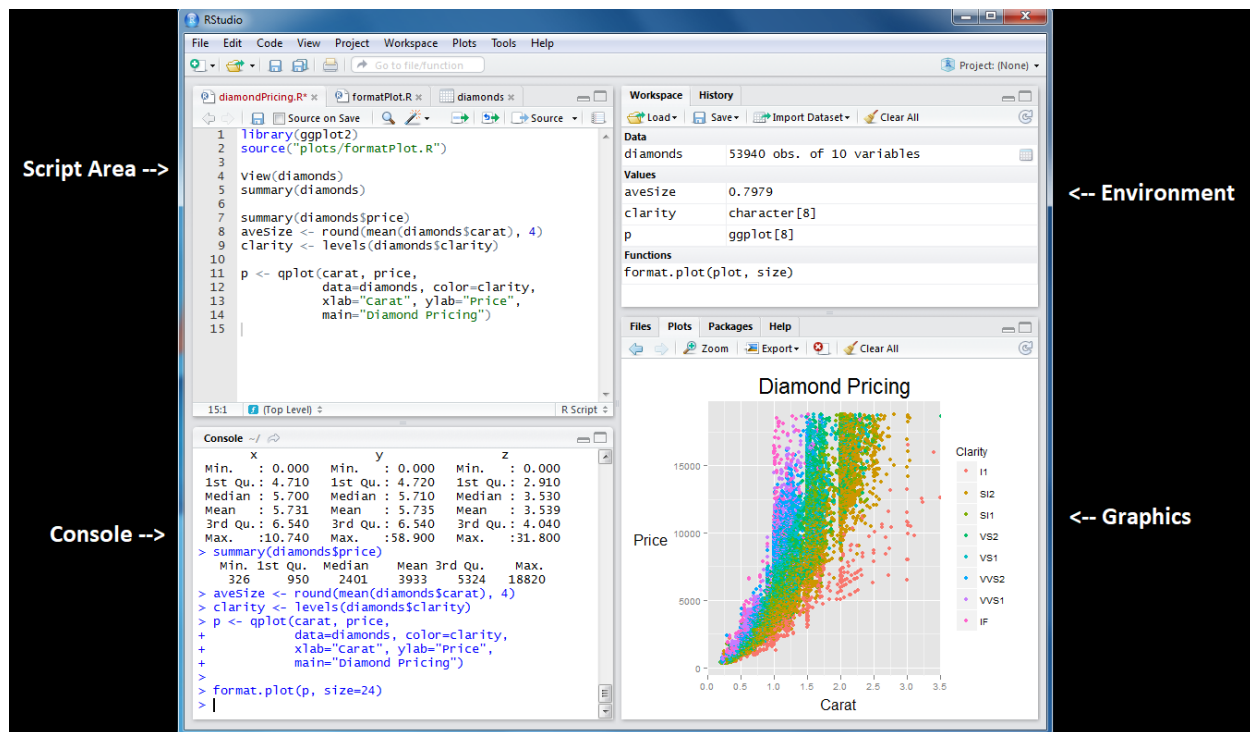 RStudio
File Edit Code View Project Workspace Plots Tools Help
Go to file/function
Project: (None)
Script Area -->
diamondPricing.R* × formatPlot.R × diamonds ×
Source on Save Source
1 library(ggplot2)
2 source("plots/formatPlot.R")
3
4 View(diamonds)
5 summary(diamonds)
6
7 summary(diamonds$price)
8 aveSize <- round(mean(diamonds$carat), 4)
9 clarity <- levels(diamonds$clarity)
10
11 p <- qplot(carat, price,
12 data=diamonds, color=clarity,
13 xlab="Carat", ylab="Price",
14 main="Diamond Pricing")
15
15:1 (Top Level) R Script
Console -->
Console ~/
x y z
Min. : 0.000 Min. : 0.000 Min. : 0.000
1st Qu.: 4.710 1st Qu.: 4.720 1st Qu.: 2.910
Median : 5.700 Median : 5.710 Median : 3.530
Mean : 5.731 Mean : 5.735 Mean : 3.539
3rd Qu.: 6.540 3rd Qu.: 6.540 3rd Qu.: 4.040
Max. :10.740 Max. :58.900 Max. :31.800
> summary(diamonds$price)
Min. 1st Qu. Median Mean 3rd Qu. Max.
326 950 2401 3933 5324 18820
> aveSize <- round(mean(diamonds$carat), 4)
> clarity <- levels(diamonds$clarity)
> p <- qplot(carat, price,
+ data=diamonds, color=clarity,
+ xlab="Carat", ylab="Price",
+ main="Diamond Pricing")
>
> format.plot(p, size=24)
>
<-- Environment
Workspace History
Load Save Import Dataset Clear All
Data
diamonds 53940 obs. of 10 variables
Values
aveSize 0.7979
clarity character[8]
p ggplot[8]
Functions
format.plot(plot, size)
<-- Graphics
Files Plots Packages Help
Zoom Export Clear All
Diamond Pricing
Price
15000
10000
5000
0
0.0 0.5 1.0 1.5 2.0 2.5 3.0 3.5
Carat
Clarity
I1
SI2
SI1
VS2
VS1
VVS2
VVS1
IF